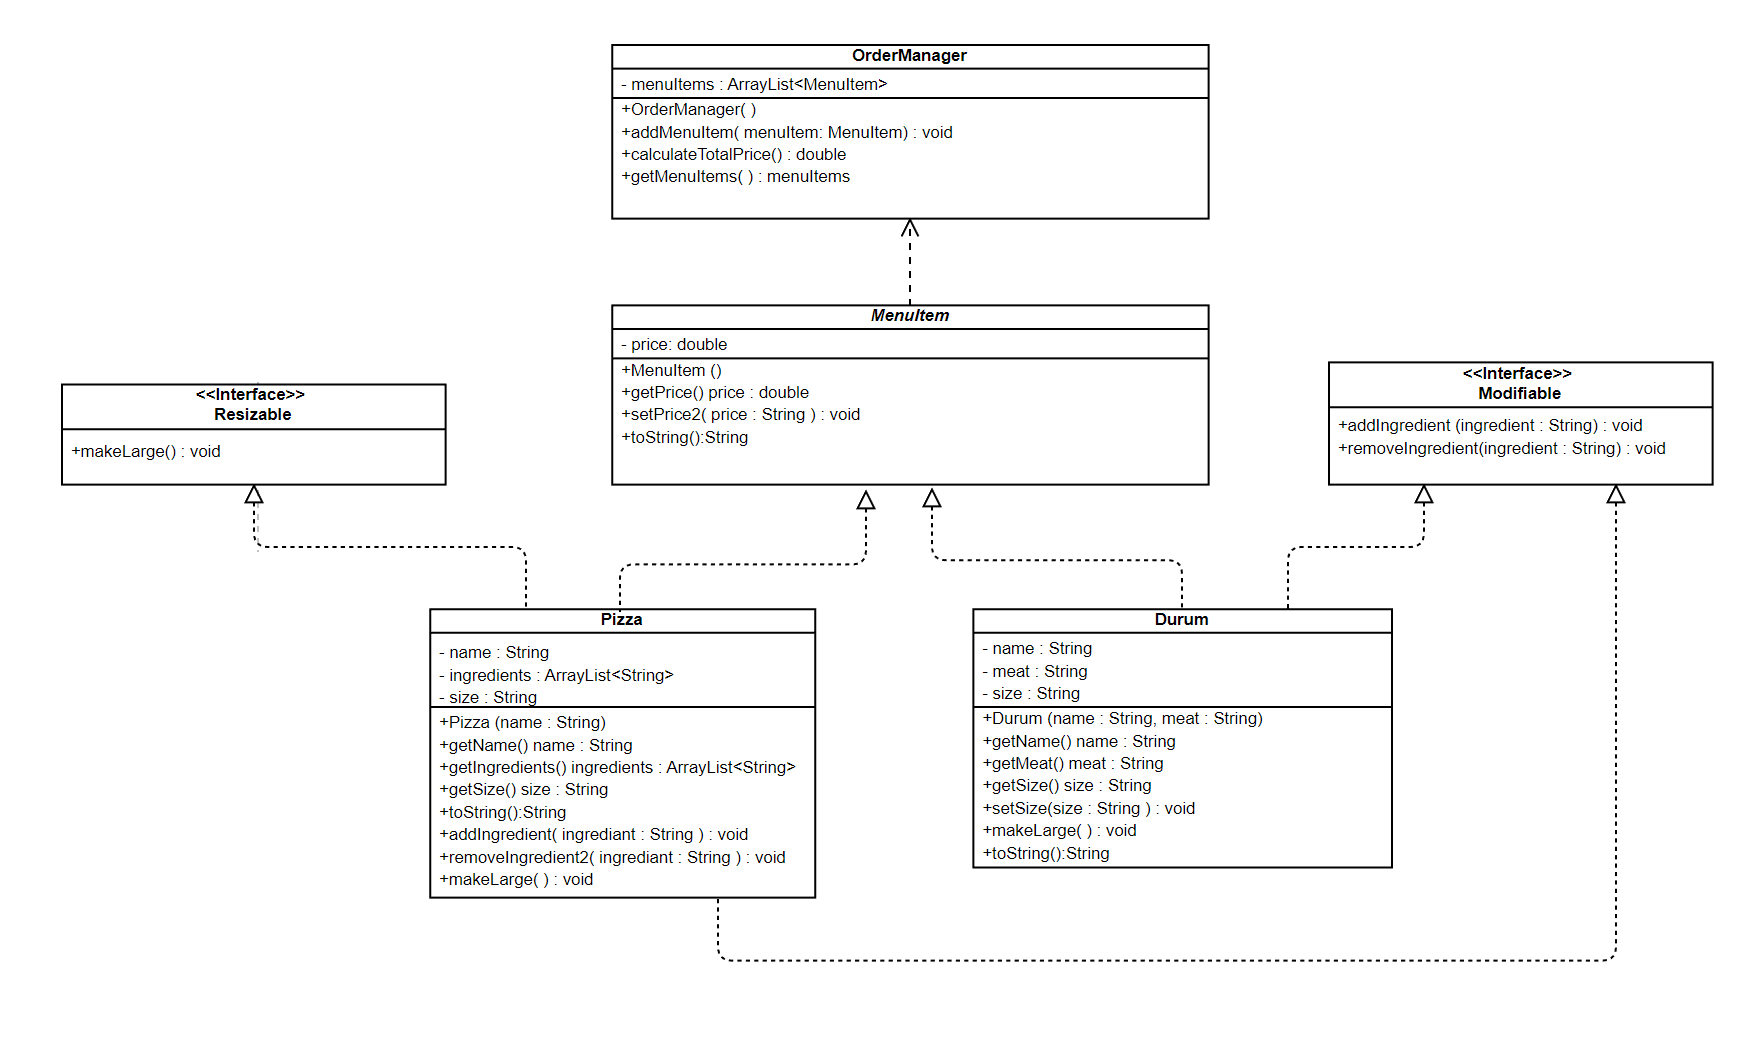 OrderManager
- menuItems : ArrayList<MenuItem>
+OrderManager( )
+addMenuItem( menuItem: MenuItem) : void
+calculateTotalPrice() : double
+getMenuItems( ) : menuItems
MenuItem
- price: double
+MenuItem ()
+getPrice() price : double
+setPrice2( price : String ) : void
+toString():String
<<Interface>>
Resizable
+makeLarge() : void
<<Interface>>
Modifiable
+addIngredient (ingredient : String) : void
+removeIngredient(ingredient : String) : void
Pizza
- name : String
- ingredients : ArrayList<String>
- size : String
+Pizza (name : String)
+getName() name : String
+getIngredients() ingredients : ArrayList<String>
+getSize() size : String
+toString():String
+addIngredient( ingrediant : String ) : void
+removeIngredient2( ingrediant : String ) : void
+makeLarge( ) : void
Durum
- name : String
- meat : String
- size : String
+Durum (name : String, meat : String)
+getName() name : String
+getMeat() meat : String
+getSize() size : String
+setSize(size : String ) : void
+makeLarge( ) : void
+toString():String